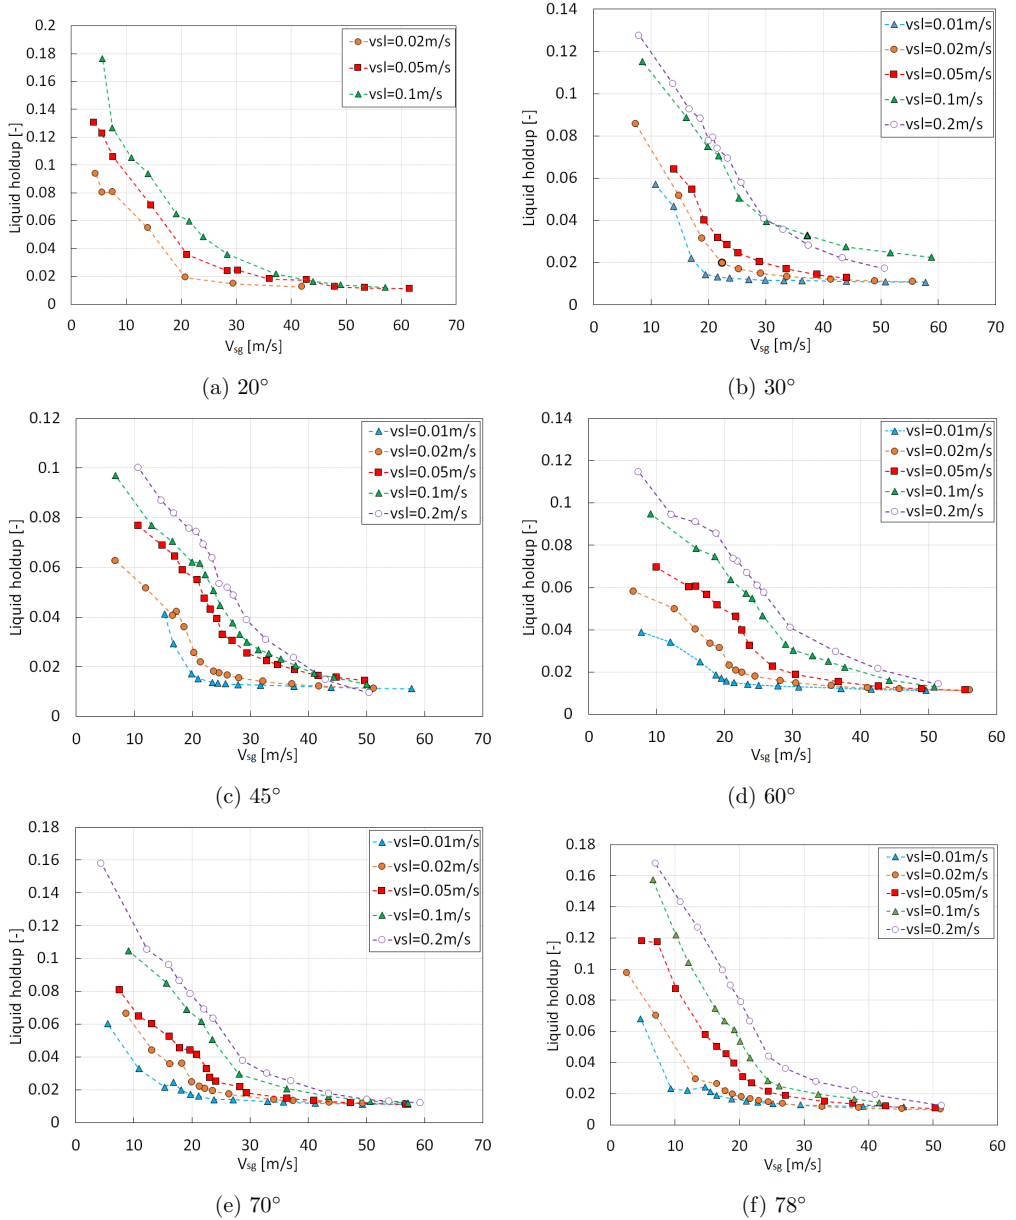 0.2
0.18
0.16
0.14
0.12
0.1
0.08
0.06
0.04
0.02
0
Liquid holdup [-]
0 10 20 30 40 50 60 70
Vsg [m/s]
vsl=0.02m/s
vsl=0.05m/s
vsl=0.1m/s
(a) 20°
0.14
0.12
0.1
0.08
0.06
0.04
0.02
0
Liquid holdup [-]
0 10 20 30 40 50 60 70
Vsg [m/s]
vsl=0.01m/s
vsl=0.02m/s
vsl=0.05m/s
vsl=0.1m/s
vsl=0.2m/s
(b) 30°
0.12
0.1
0.08
0.06
0.04
0.02
0
Liquid holdup [-]
0 10 20 30 40 50 60 70
Vsg [m/s]
vsl=0.01m/s
vsl=0.02m/s
vsl=0.05m/s
vsl=0.1m/s
vsl=0.2m/s
(c) 45°
0.14
0.12
0.1
0.08
0.06
0.04
0.02
0
Liquid holdup [-]
0 10 20 30 40 50 60
Vsg [m/s]
vsl=0.01m/s
vsl=0.02m/s
vsl=0.05m/s
vsl=0.1m/s
vsl=0.2m/s
(d) 60°
0.18
0.16
0.14
0.12
0.1
0.08
0.06
0.04
0.02
0
Liquid holdup [-]
0 10 20 30 40 50 60 70
Vsg [m/s]
vsl=0.01m/s
vsl=0.02m/s
vsl=0.05m/s
vsl=0.1m/s
vsl=0.2m/s
(e) 70°
0.18
0.16
0.14
0.12
0.1
0.08
0.06
0.04
0.02
0
Liquid holdup [-]
0 10 20 30 40 50 60
Vsg [m/s]
vsl=0.01m/s
vsl=0.02m/s
vsl=0.05m/s
vsl=0.1m/s
vsl=0.2m/s
(f) 78°